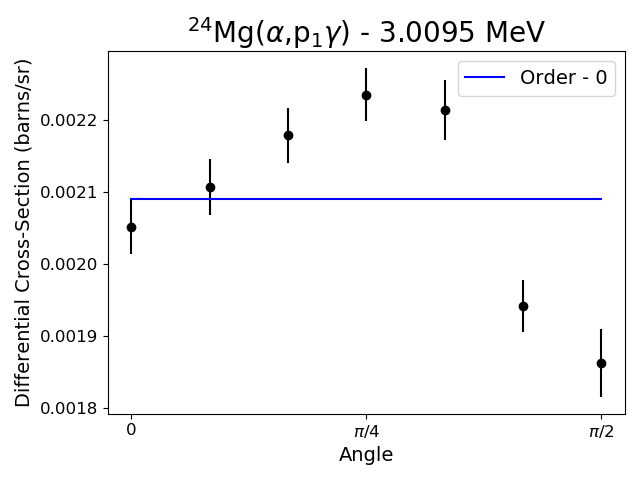 ²⁴Mg(α,p₁γ) - 3.0095 MeV
Order - 0
Differential Cross-Section (barns/sr)
0.0022
0.0021
0.0020
0.0019
0.0018
0 π/4 π/2
Angle